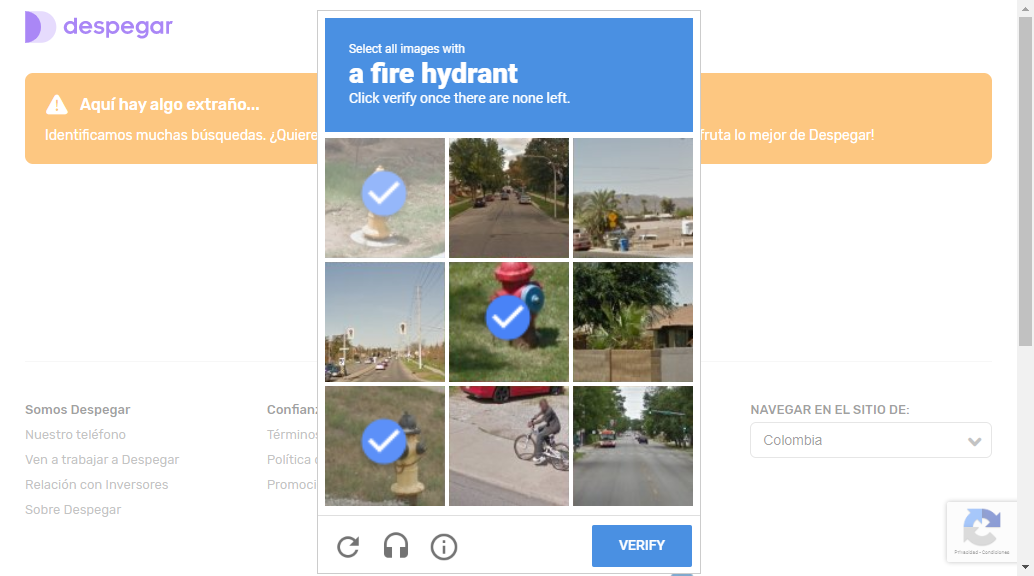 despegar
Select all images with
a fire hydrant
Click verify once there are none left.
Aquí hay algo extraño...
Identificamos muchas búsquedas. ¿Quiere
fruta lo mejor de Despegar!
Somos Despegar
Nuestro teléfono
Ven a trabajar a Despegar
Relación con Inversores
Sobre Despegar
Confianz
Términos
Política
Promoci
NAVEGAR EN EL SITIO DE:
Colombia
VERIFY
Privacidad - Condiciones